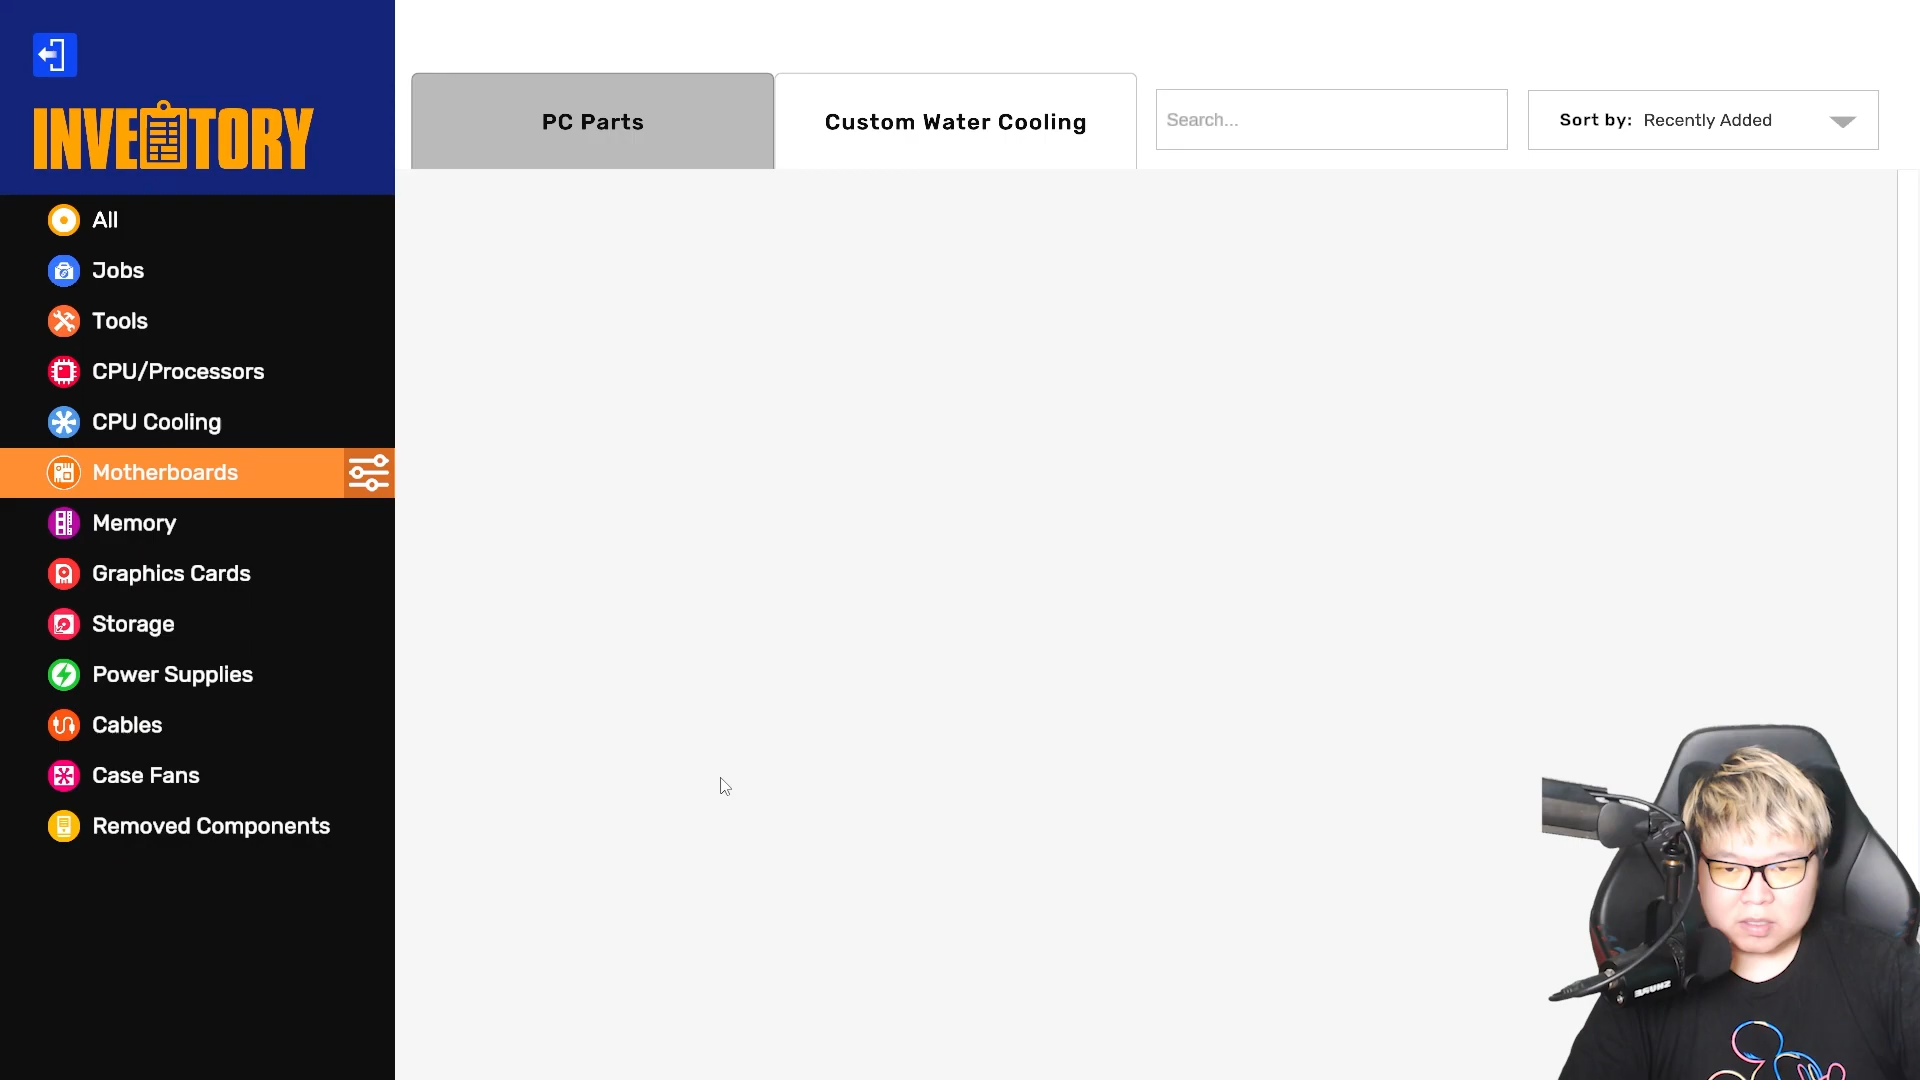 INVENTORY
PC Parts
Custom Water Cooling
Search...
Sort by: Recently Added
All
Jobs
Tools
CPU/Processors
CPU Cooling
Motherboards
Memory
Graphics Cards
Storage
Power Supplies
Cables
Case Fans
Removed Components
SHURE